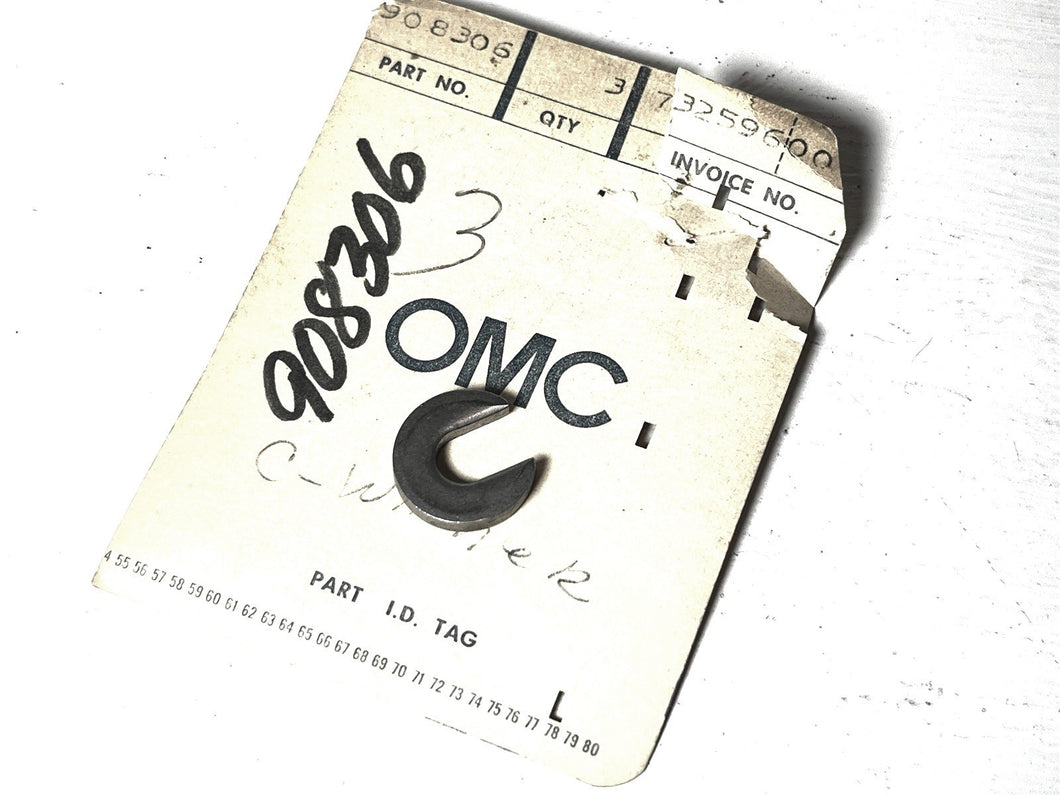 908306 3 73259600
PART NO. QTY INVOICE NO.
908306
3
OMC
PART I.D. TAG
4 55 56 57 58 59 60 61 62 63 64 65 66 67 68 69 70 71 72 73 74 75 76 77 78 79 80
L